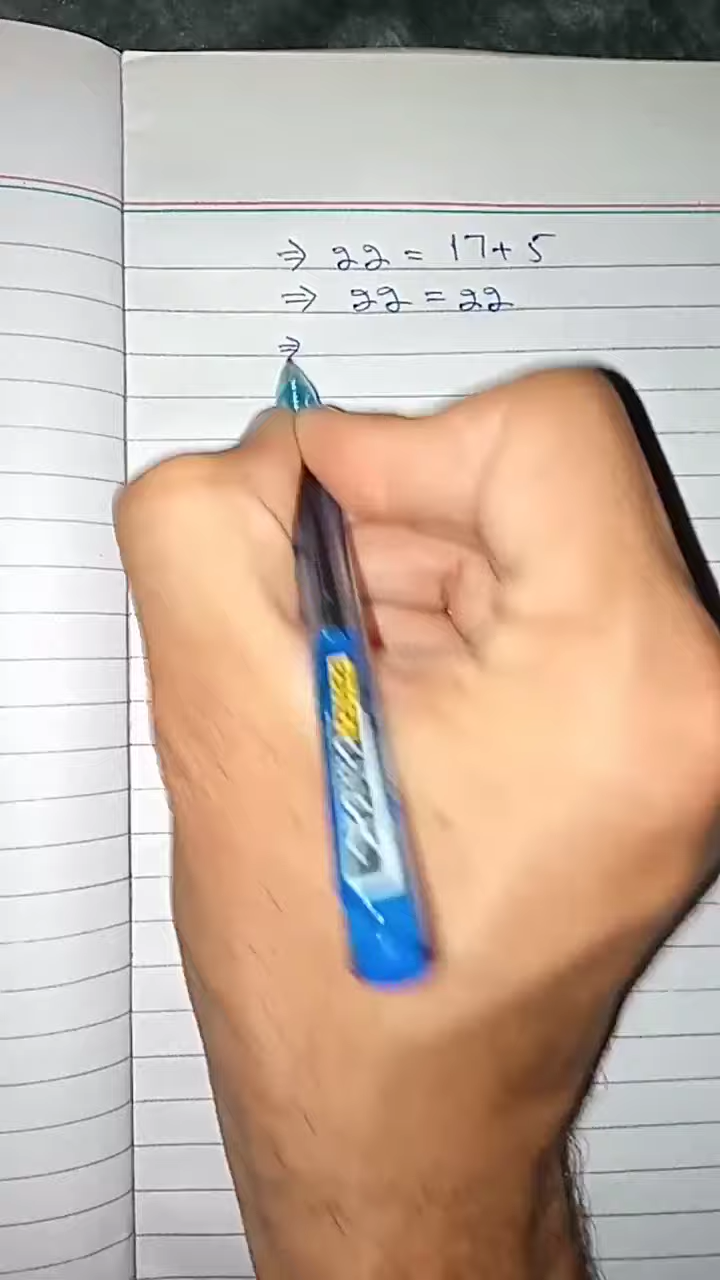 ⇒ 22 = 17+5
⇒ 22 = 22
⇒